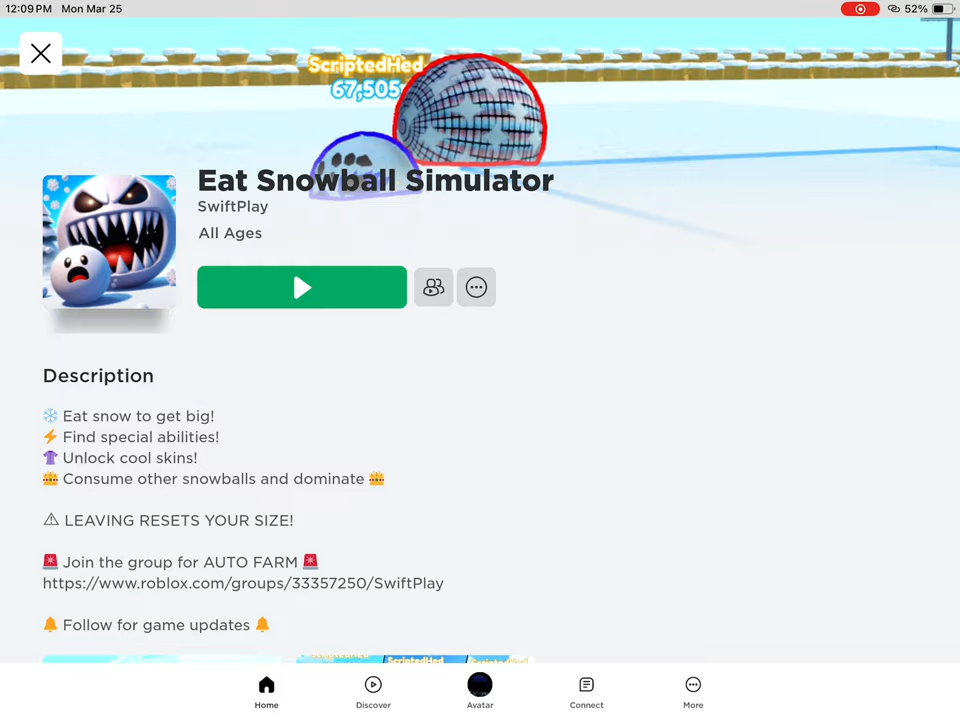 12:09 PM Mon Mar 25
52%
ScriptedHed
67,505
Eat Snowball Simulator
SwiftPlay
All Ages
Description
❄️ Eat snow to get big!
⚡ Find special abilities!
👚 Unlock cool skins!
👑 Consume other snowballs and dominate 👑
⚠ LEAVING RESETS YOUR SIZE!
🚨 Join the group for AUTO FARM 🚨
https://www.roblox.com/groups/33357250/SwiftPlay
🔔 Follow for game updates 🔔
ScriptedHed
Home Discover Avatar Connect More